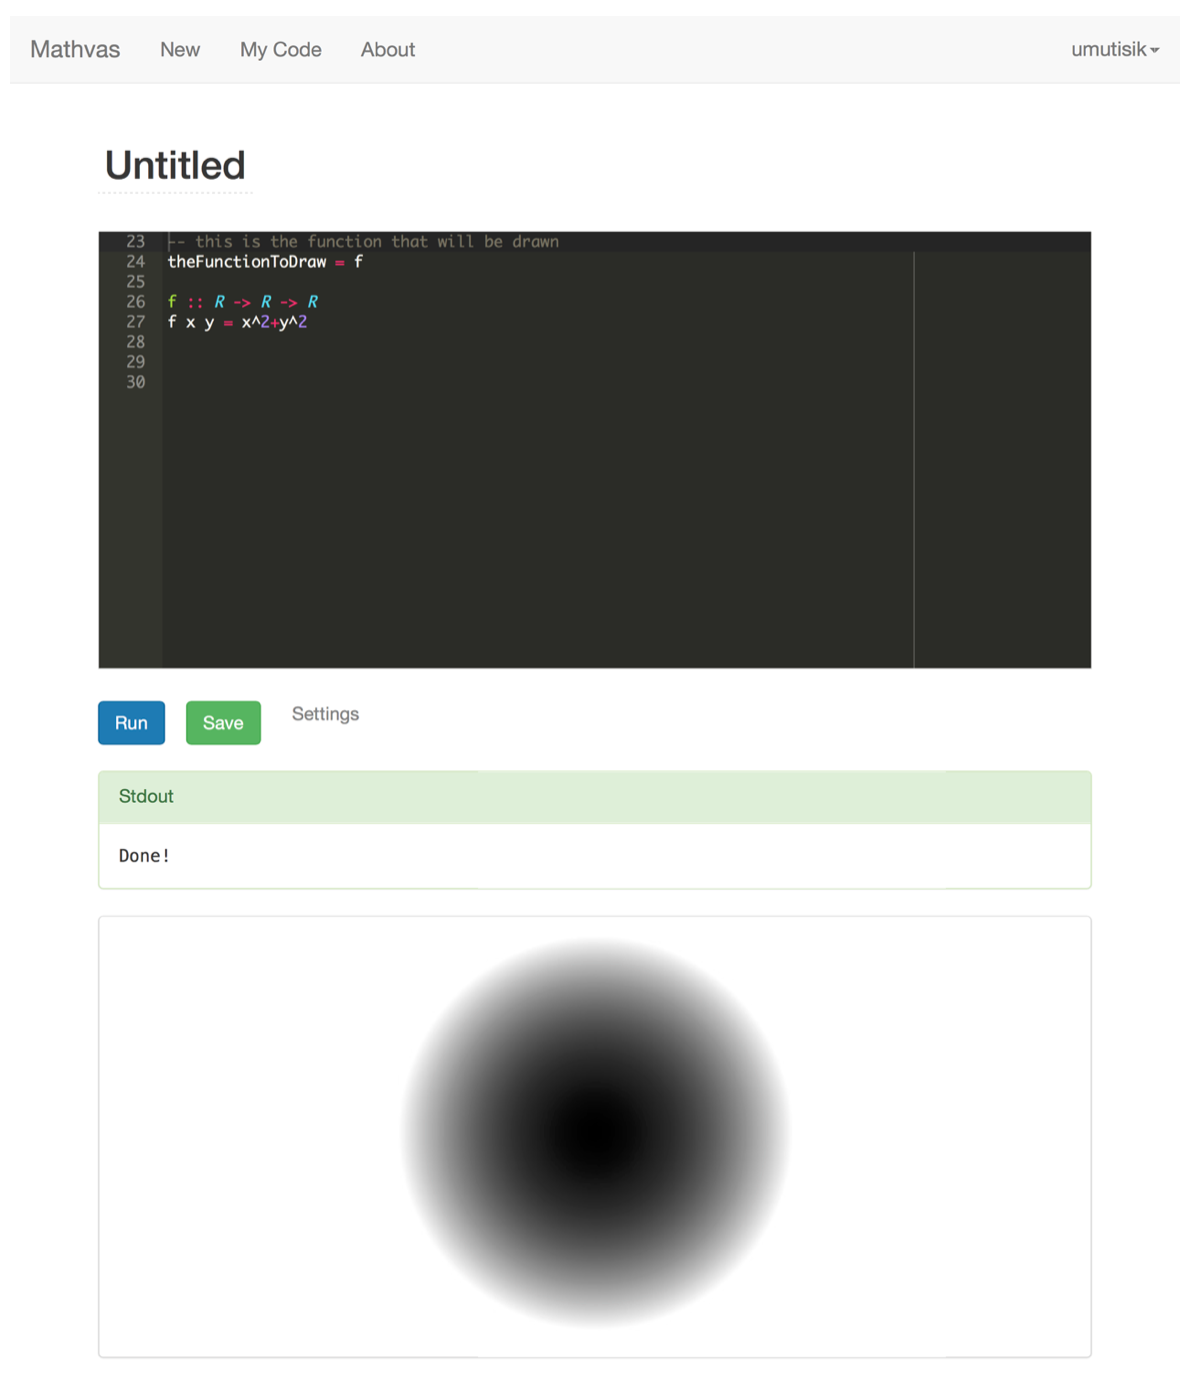 Mathvas New My Code About umutisik
Untitled
23 -- this is the function that will be drawn
24 theFunctionToDraw = f
25
26 f :: R -> R -> R
27 f x y = x^2+y^2
28
29
30
Run Save Settings
Stdout
Done!